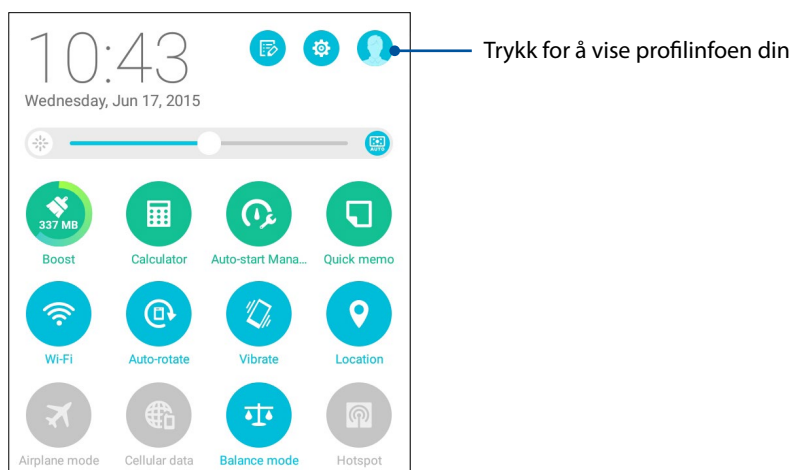 10:43
Trykk for å vise profilinfoen din
Wednesday, Jun 17, 2015
AUTO
337 MB
Boost Calculator Auto-start Mana... Quick memo
Wi-Fi Auto-rotate Vibrate Location
Airplane mode Cellular data Balance mode Hotspot